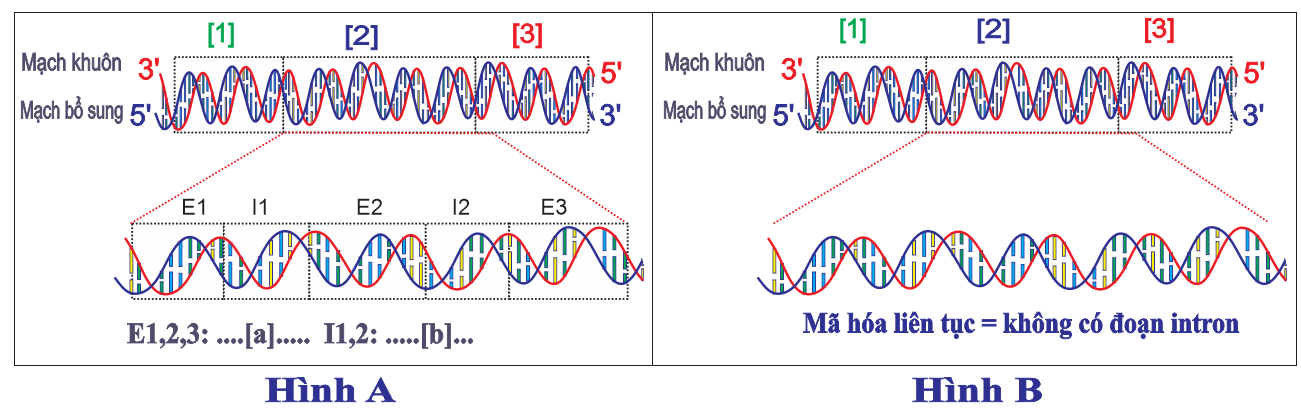 [1] [2] [3]
Mạch khuôn 3' 5'
Mạch bổ sung 5' 3'
E1 I1 E2 I2 E3
E1,2,3: ....[a]..... I1,2: .....[b]...
Hình A
[1] [2] [3]
Mạch khuôn 3' 5'
Mạch bổ sung 5' 3'
Mã hóa liên tục = không có đoạn intron
Hình B